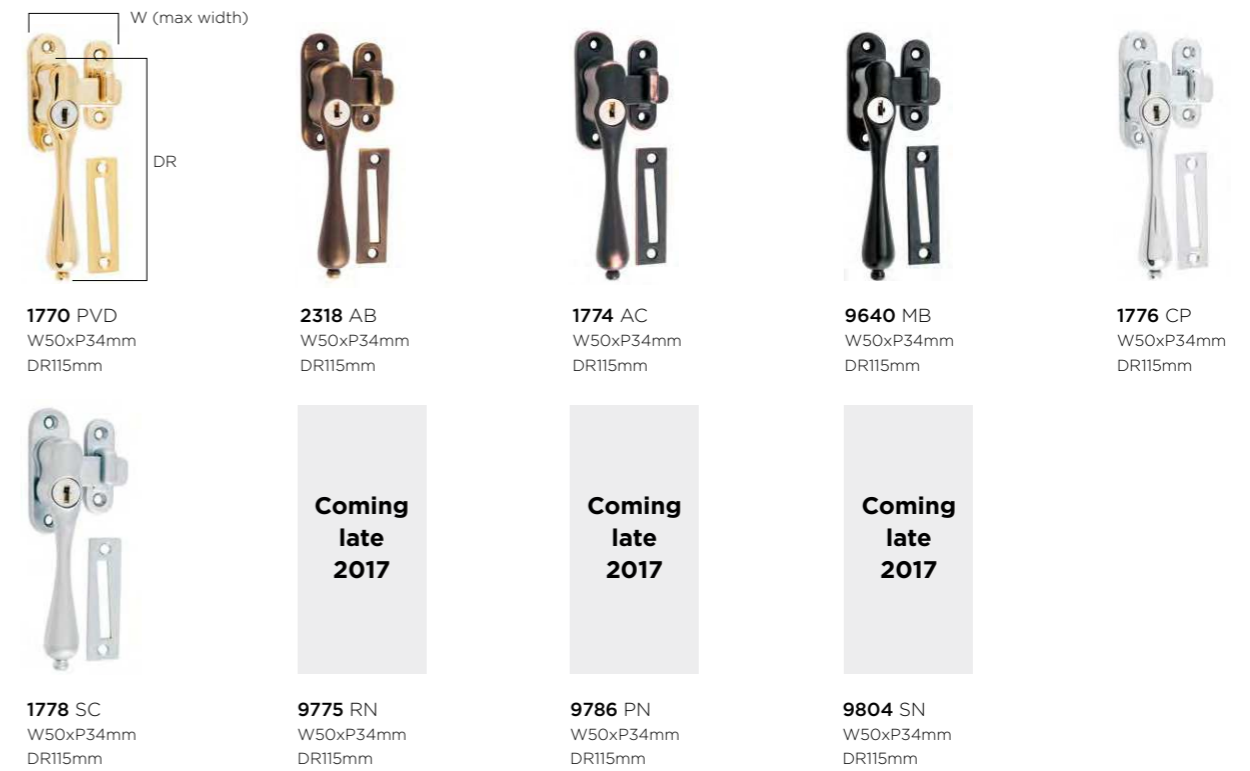 W (max width)
DR
1770 PVD
W50xP34mm
DR115mm
2318 AB
W50xP34mm
DR115mm
1774 AC
W50xP34mm
DR115mm
9640 MB
W50xP34mm
DR115mm
1776 CP
W50xP34mm
DR115mm
1778 SC
W50xP34mm
DR115mm
Coming
late
2017
9775 RN
W50xP34mm
DR115mm
Coming
late
2017
9786 PN
W50xP34mm
DR115mm
Coming
late
2017
9804 SN
W50xP34mm
DR115mm